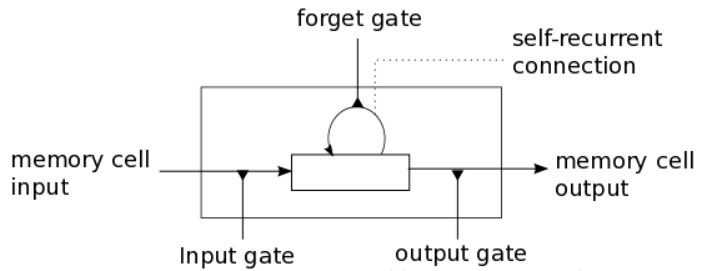 forget gate
self-recurrent
connection
memory cell
input
memory cell
output
Input gate
output gate